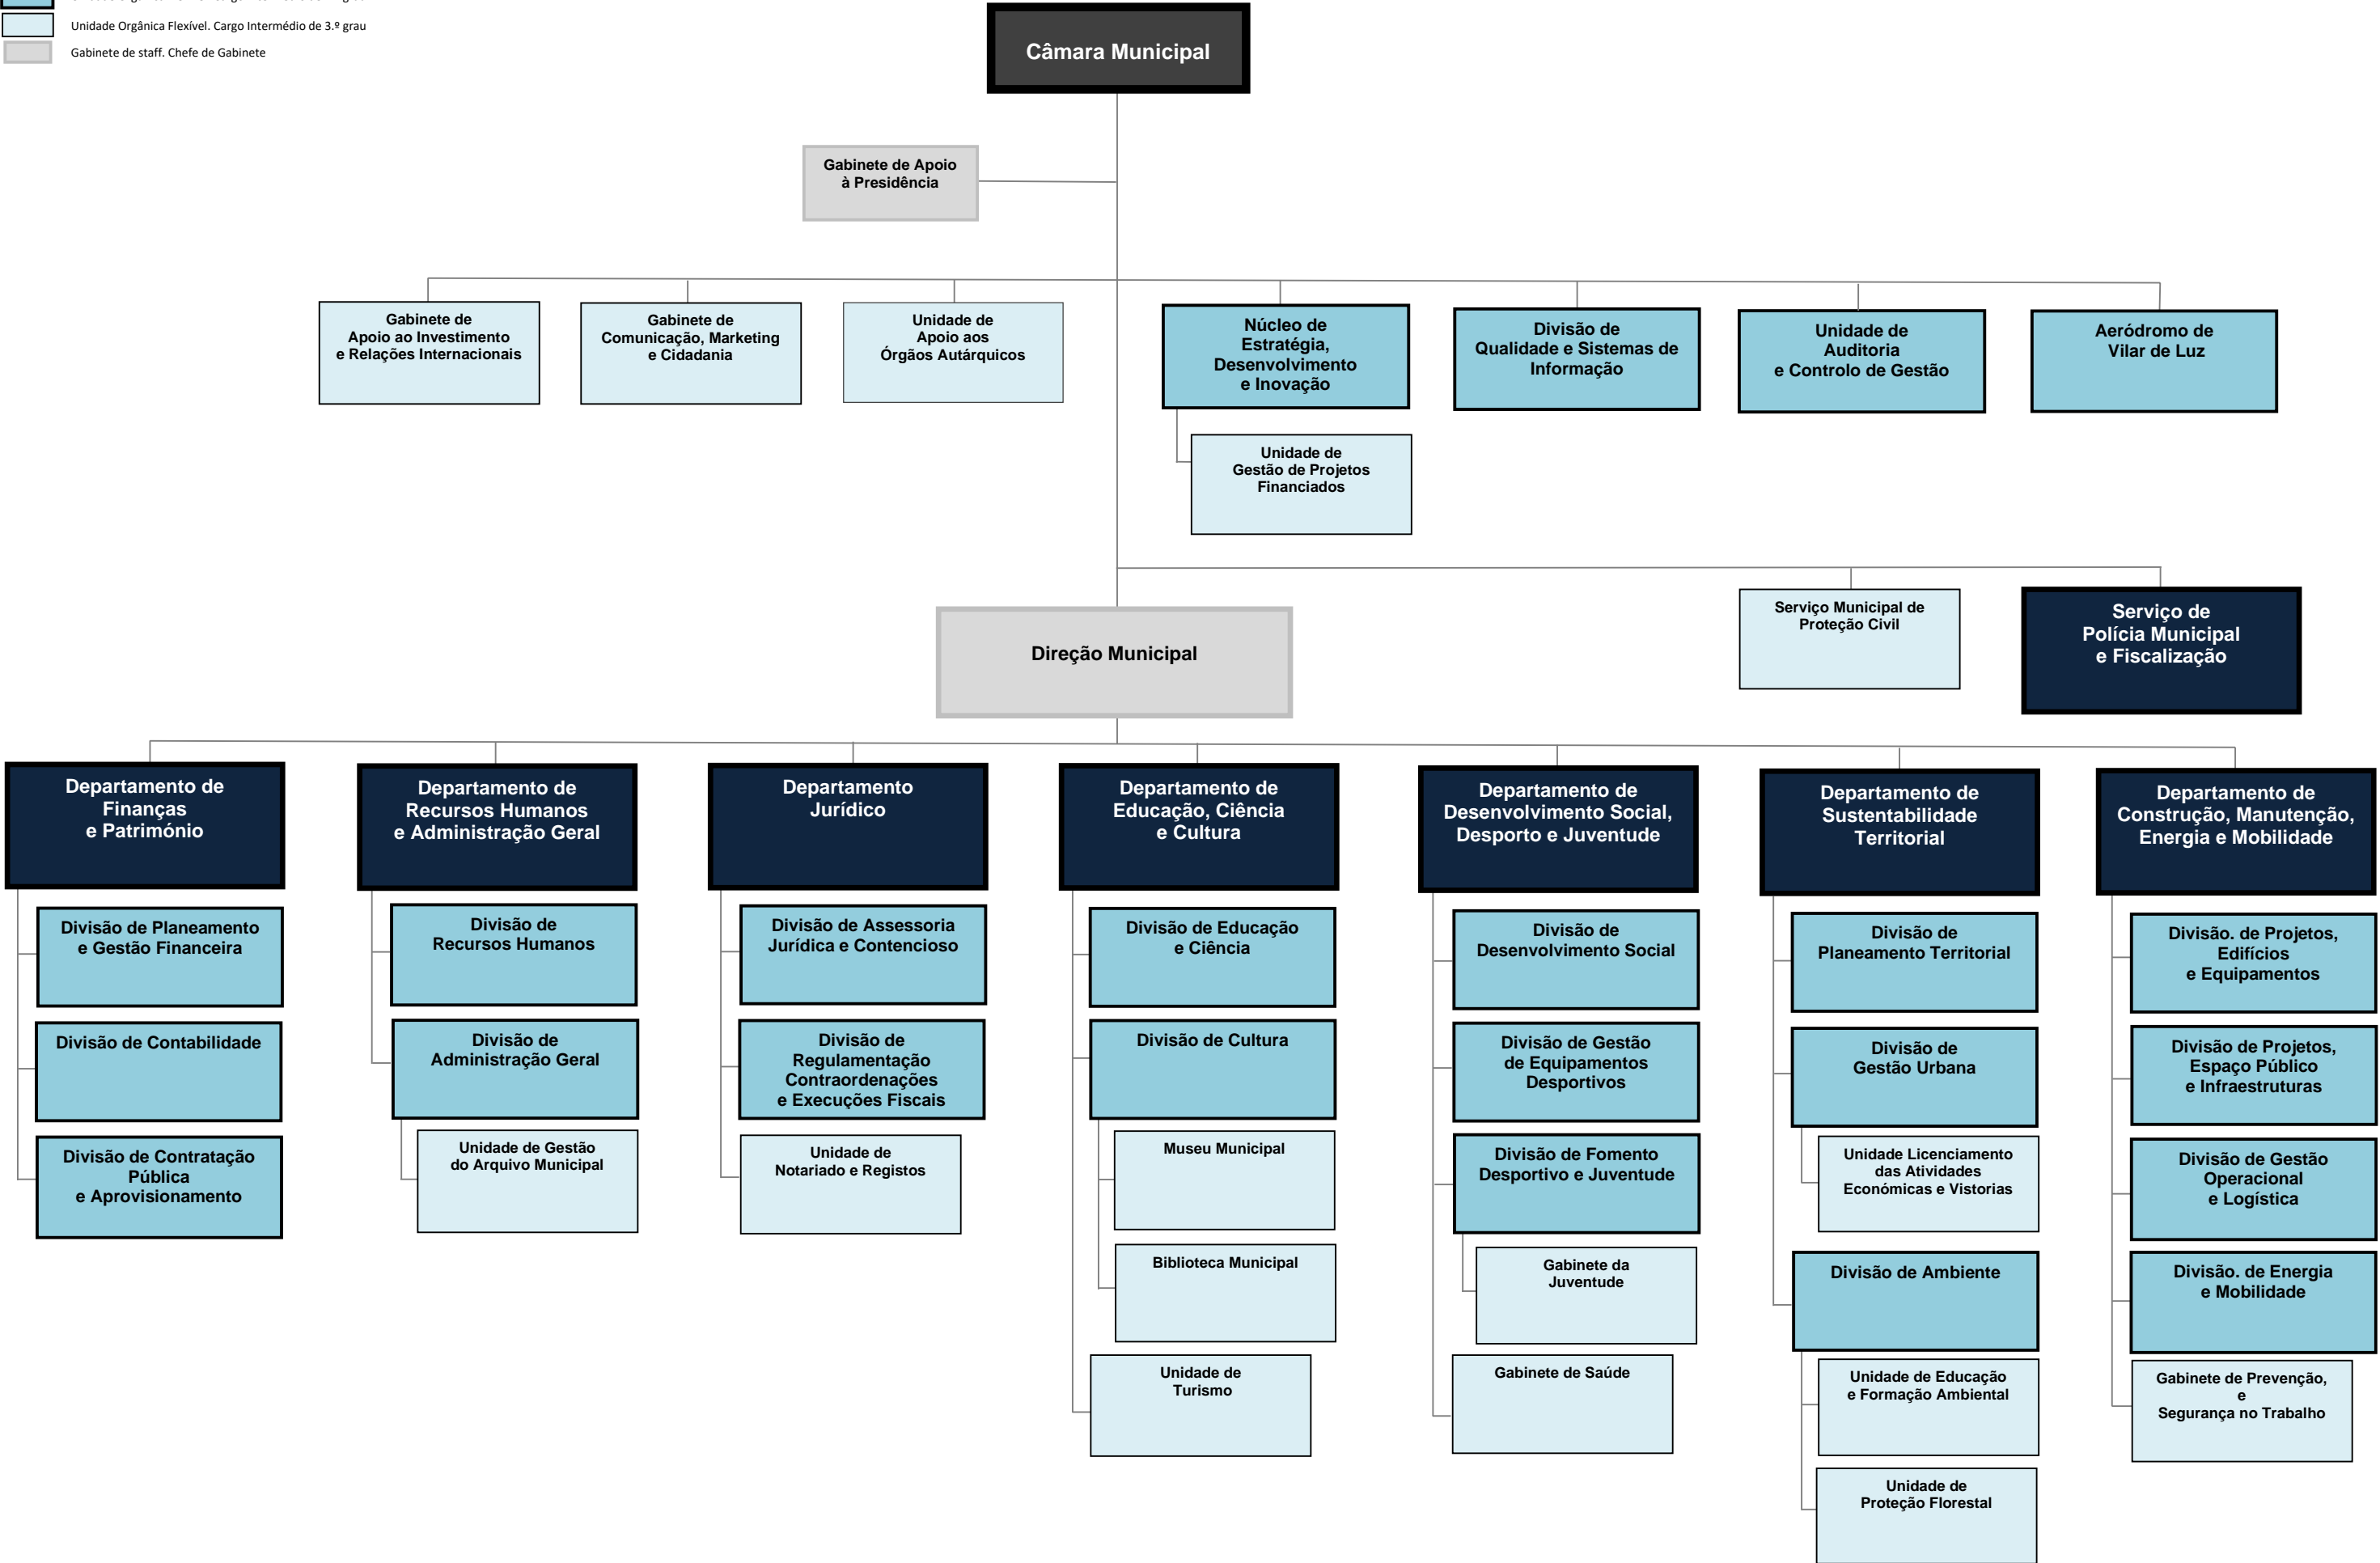 Unidade Orgânica Flexível. Cargo Intermédio de 3.º grau
Gabinete de staff. Chefe de Gabinete
Câmara Municipal
Gabinete de Apoio
à Presidência
Gabinete de
Apoio ao Investimento
e Relações Internacionais
Gabinete de
Comunicação, Marketing
e Cidadania
Unidade de
Apoio aos
Órgãos Autárquicos
Núcleo de
Estratégia,
Desenvolvimento
e Inovação
Divisão de
Qualidade e Sistemas de
Informação
Unidade de
Auditoria
e Controlo de Gestão
Aeródromo de
Vilar de Luz
Unidade de
Gestão de Projetos
Financiados
Serviço Municipal de
Proteção Civil
Serviço de
Polícia Municipal
e Fiscalização
Direção Municipal
Departamento de
Finanças
e Património
Departamento de
Recursos Humanos
e Administração Geral
Departamento
Jurídico
Departamento de
Educação, Ciência
e Cultura
Departamento de
Desenvolvimento Social,
Desporto e Juventude
Departamento de
Sustentabilidade
Territorial
Departamento de
Construção, Manutenção,
Energia e Mobilidade
Divisão de Planeamento
e Gestão Financeira
Divisão de Contabilidade
Divisão de Contratação
Pública
e Aprovisionamento
Divisão de
Recursos Humanos
Divisão de
Administração Geral
Unidade de Gestão
do Arquivo Municipal
Divisão de Assessoria
Jurídica e Contencioso
Divisão de
Regulamentação
Contraordenações
e Execuções Fiscais
Unidade de
Notariado e Registos
Divisão de Educação
e Ciência
Divisão de Cultura
Museu Municipal
Biblioteca Municipal
Unidade de
Turismo
Divisão de
Desenvolvimento Social
Divisão de Gestão
de Equipamentos
Desportivos
Divisão de Fomento
Desportivo e Juventude
Gabinete da
Juventude
Gabinete de Saúde
Divisão de
Planeamento Territorial
Divisão de
Gestão Urbana
Unidade Licenciamento
das Atividades
Económicas e Vistorias
Divisão de Ambiente
Unidade de Educação
e Formação Ambiental
Unidade de
Proteção Florestal
Divisão. de Projetos,
Edifícios
e Equipamentos
Divisão de Projetos,
Espaço Público
e Infraestruturas
Divisão de Gestão
Operacional
e Logística
Divisão. de Energia
e Mobilidade
Gabinete de Prevenção,
e
Segurança no Trabalho